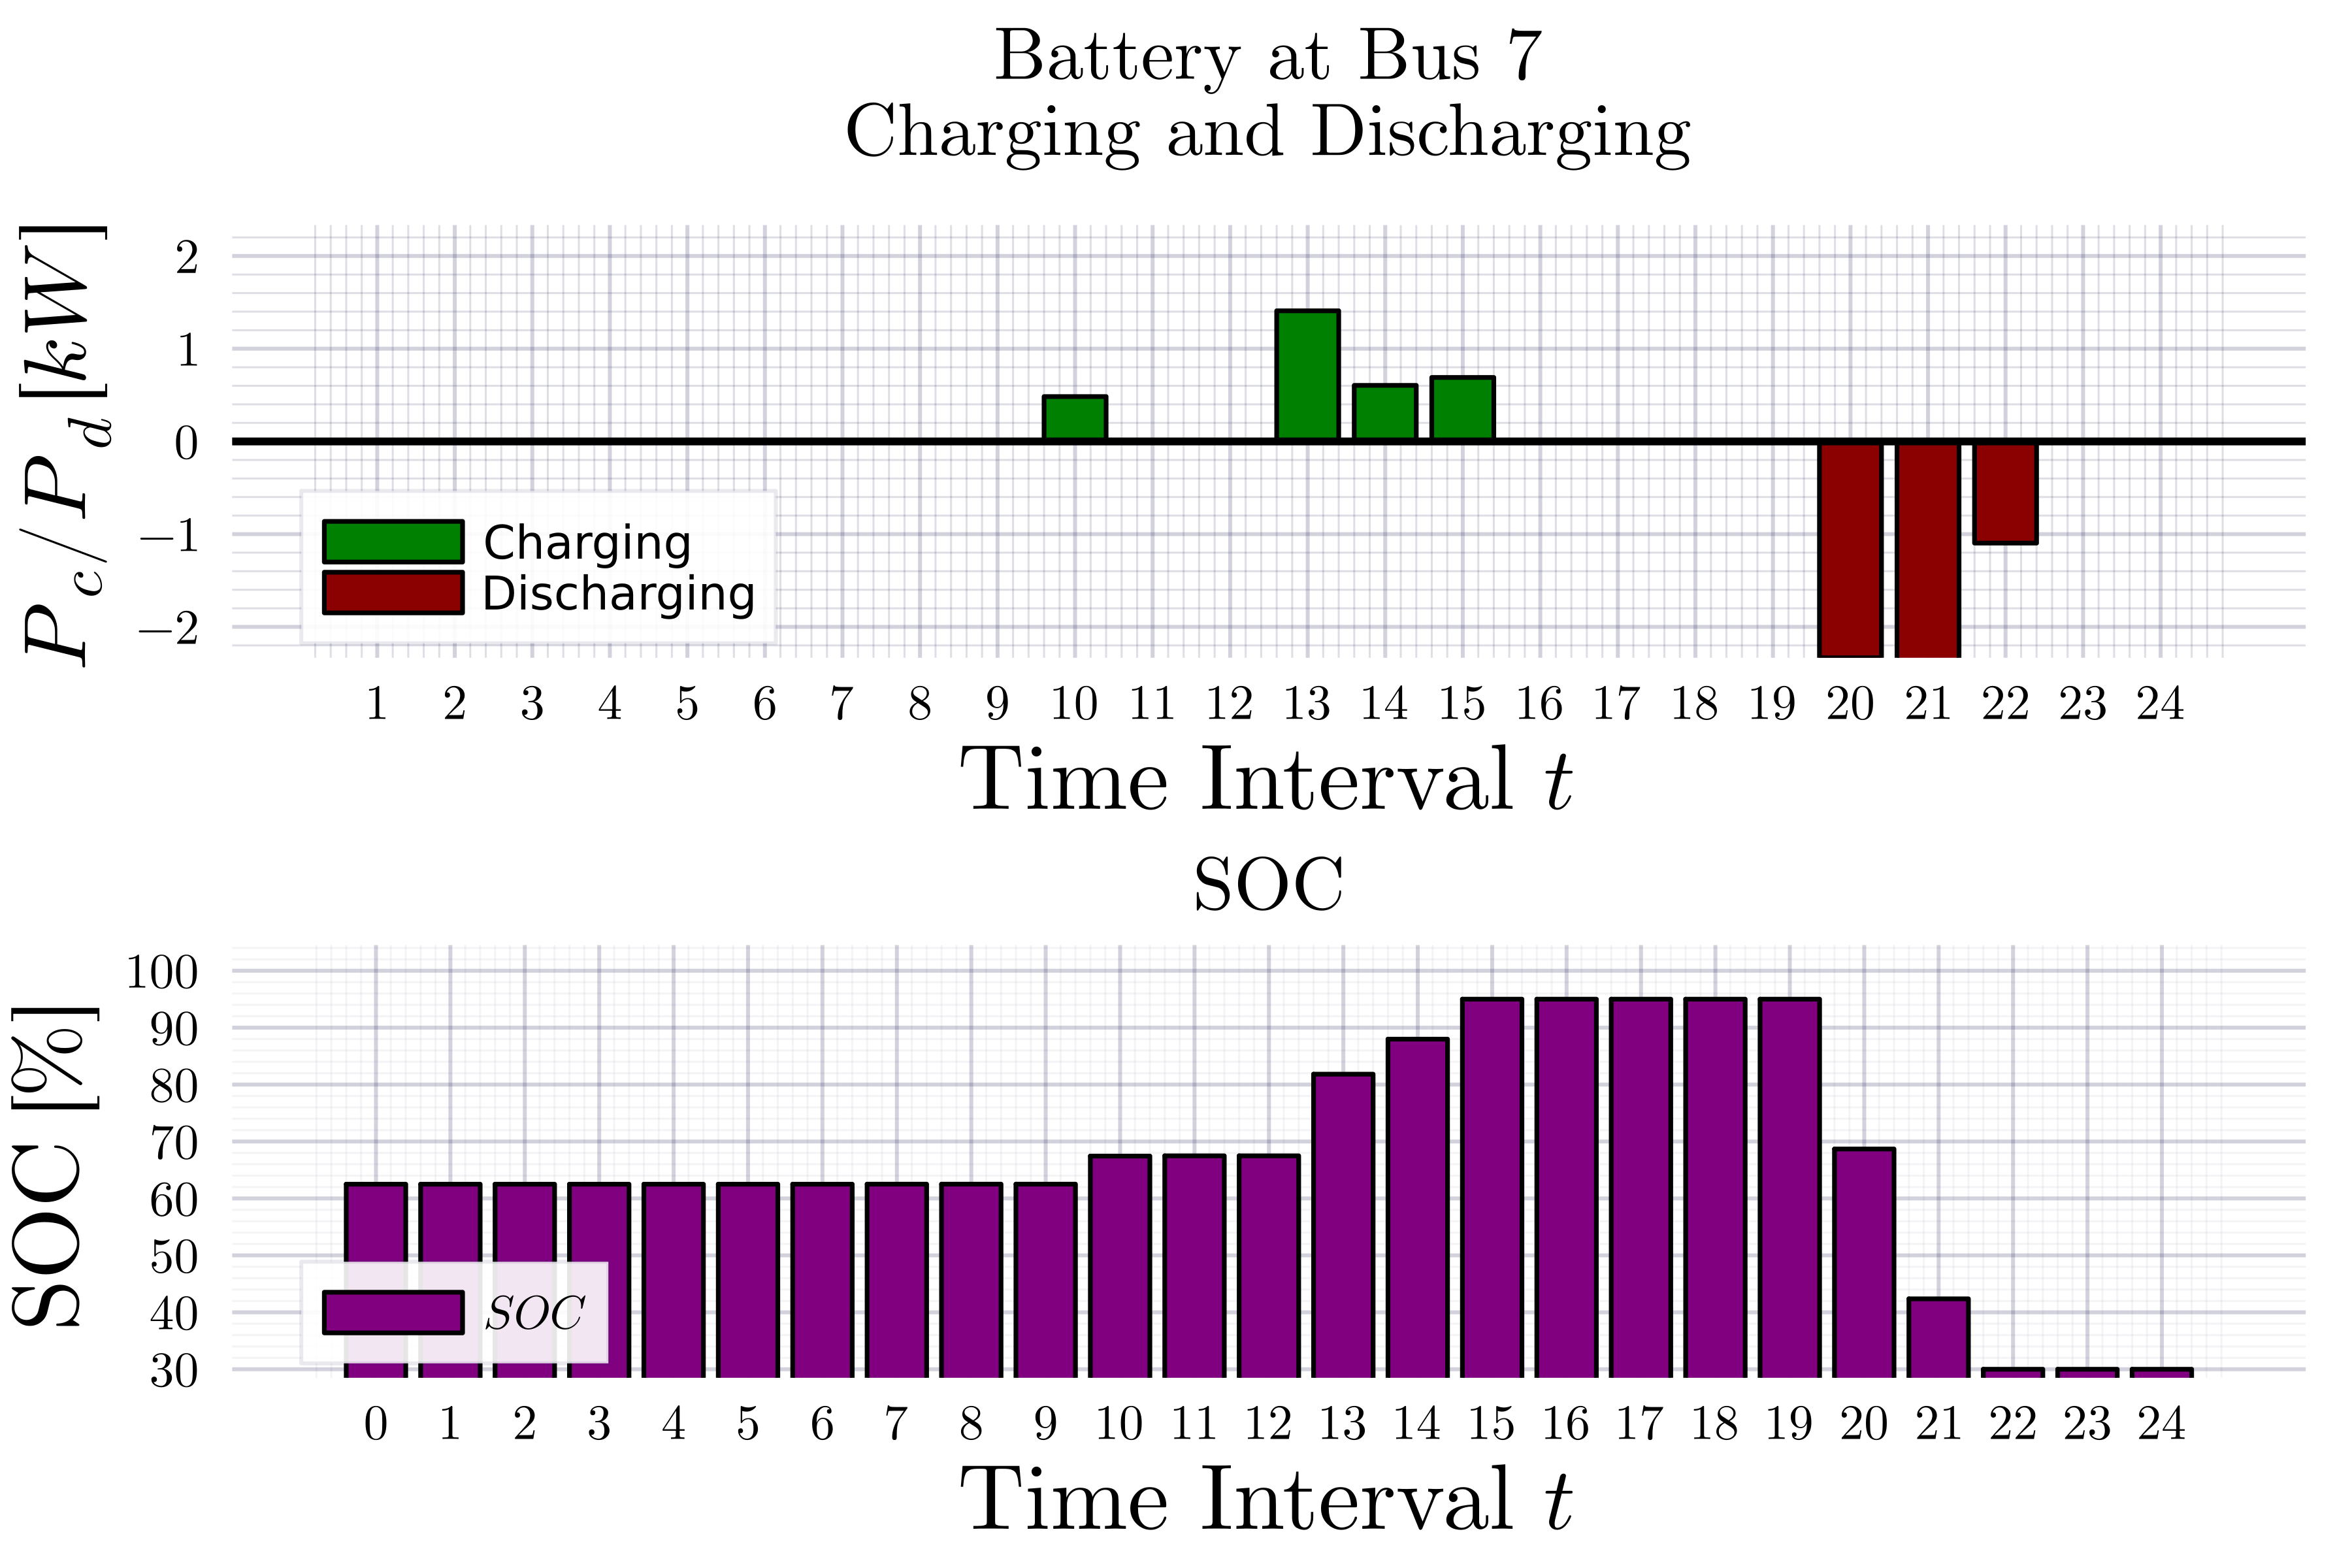 Battery at Bus 7
Charging and Discharging
P_c/P_d [kW]
2
1
0
−1
−2
Charging
Discharging
1 2 3 4 5 6 7 8 9 10 11 12 13 14 15 16 17 18 19 20 21 22 23 24
Time Interval t
SOC
SOC [%]
100
90
80
70
60
50
40
30
SOC
0 1 2 3 4 5 6 7 8 9 10 11 12 13 14 15 16 17 18 19 20 21 22 23 24
Time Interval t